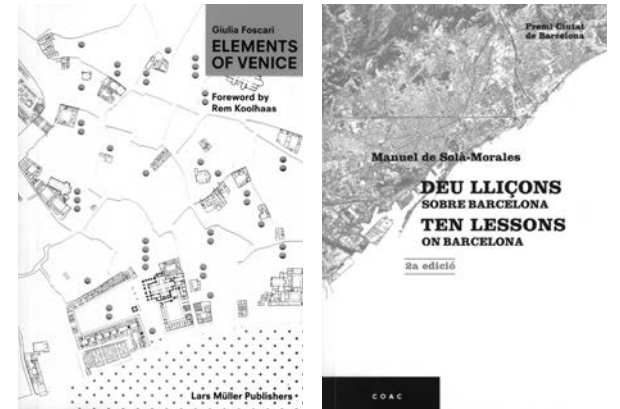 Giulia Foscari
ELEMENTS
OF VENICE
Foreword by
Rem Koolhaas
Lars Müller Publishers
Premi Ciutat
de Barcelona
Manuel de Solà-Morales
DEU LLIÇONS
SOBRE BARCELONA
TEN LESSONS
ON BARCELONA
2a edició
COAC